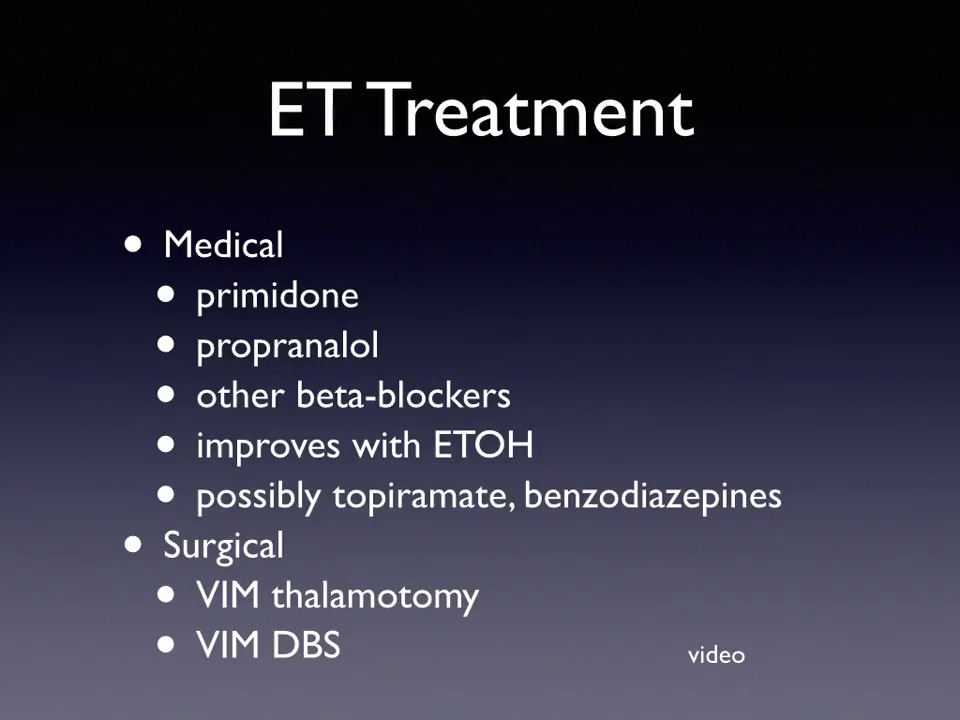 ET Treatment
• Medical
• primidone
• propranalol
• other beta-blockers
• improves with ETOH
• possibly topiramate, benzodiazepines
• Surgical
• VIM thalamotomy
• VIM DBS
video